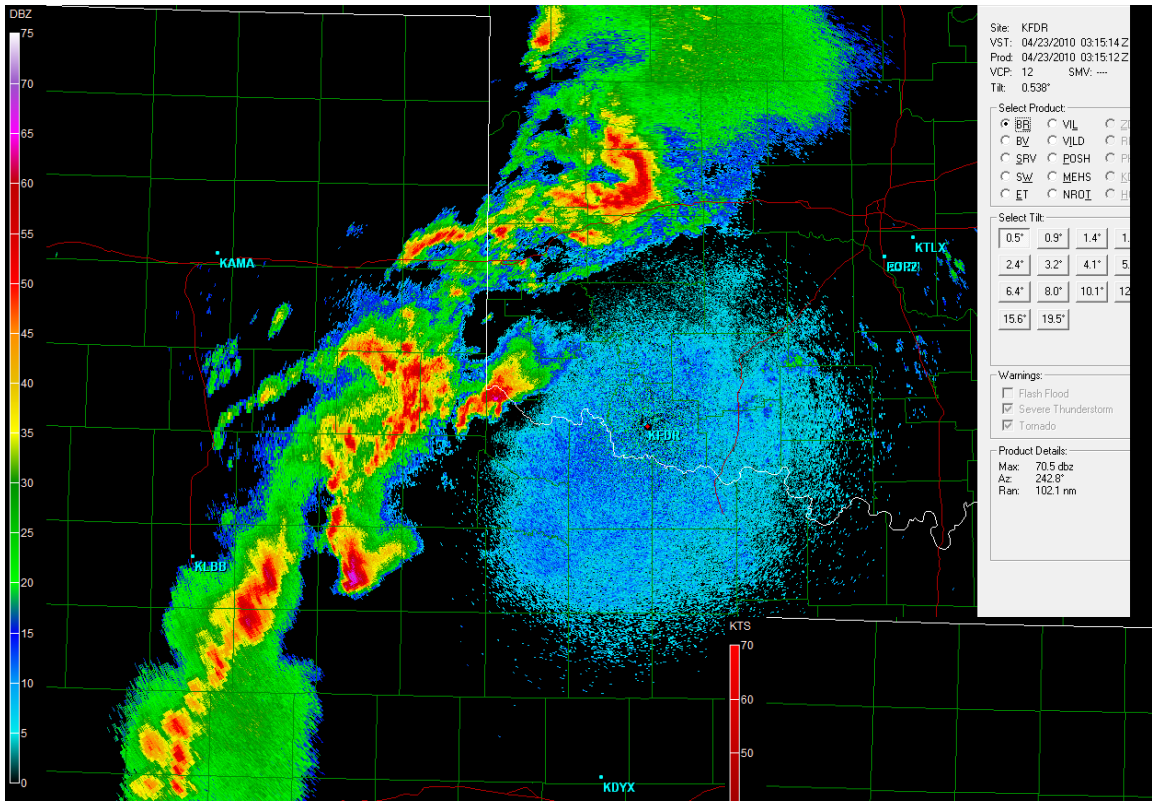 DBZ
75
70
65
60
55
50
45
40
35
30
25
20
15
10
5
0
KAMA
KTLX
KFDR
KLBB
KDYX
KTS
70
60
50
Site: KFDR
VST: 04/23/2010 03:15:14 Z
Prod: 04/23/2010 03:15:12 Z
VCP: 12 SMV: ----
Tilt: 0.538°
Select Product:
BR VIL
BV VILD
SRV POSH
SW MEHS
ET NROT
Select Tilt:
0.5° 0.9° 1.4° 1.
2.4° 3.2° 4.1° 5.
6.4° 8.0° 10.1° 12
15.6° 19.5°
Warnings:
Flash Flood
Severe Thunderstorm
Tornado
Product Details:
Max: 70.5 dbz
Az: 242.8°
Ran: 102.1 nm